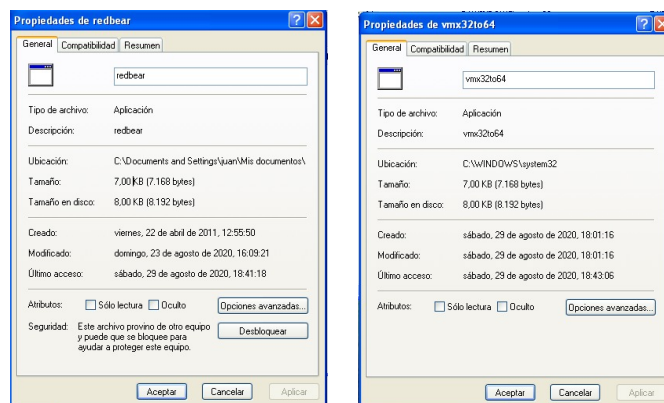 Propiedades de redbear
General Compatibilidad Resumen
redbear
Tipo de archivo: Aplicación
Descripción: redbear
Ubicación: C:\Documents and Settings\juan\Mis documentos\
Tamaño: 7,00 KB (7.168 bytes)
Tamaño en disco: 8,00 KB (8.192 bytes)
Creado: viernes, 22 de abril de 2011, 12:55:50
Modificado: domingo, 23 de agosto de 2020, 16:09:21
Último acceso: sábado, 29 de agosto de 2020, 18:41:18
Atributos: Sólo lectura Oculto Opciones avanzadas...
Seguridad: Este archivo provino de otro equipo
y puede que se bloquee para
ayudar a proteger este equipo.
Desbloquear
Aceptar Cancelar Aplicar
Propiedades de vmx32to64
General Compatibilidad Resumen
vmx32to64
Tipo de archivo: Aplicación
Descripción: vmx32to64
Ubicación: C:\WINDOWS\system32
Tamaño: 7,00 KB (7.168 bytes)
Tamaño en disco: 8,00 KB (8.192 bytes)
Creado: sábado, 29 de agosto de 2020, 18:01:16
Modificado: sábado, 29 de agosto de 2020, 18:01:16
Último acceso: sábado, 29 de agosto de 2020, 18:43:06
Atributos: Sólo lectura Oculto Opciones avanzadas...
Aceptar Cancelar Aplicar